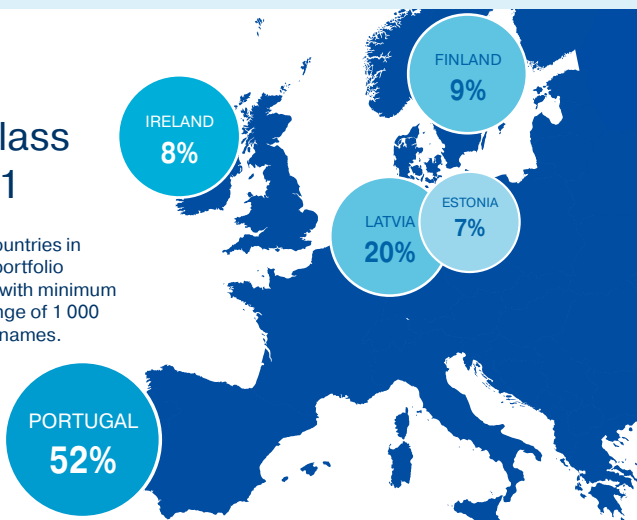 lass
1
ountries in
portfolio
with minimum
nge of 1 000
names.
FINLAND
9%
IRELAND
8%
ESTONIA
7%
LATVIA
20%
PORTUGAL
52%